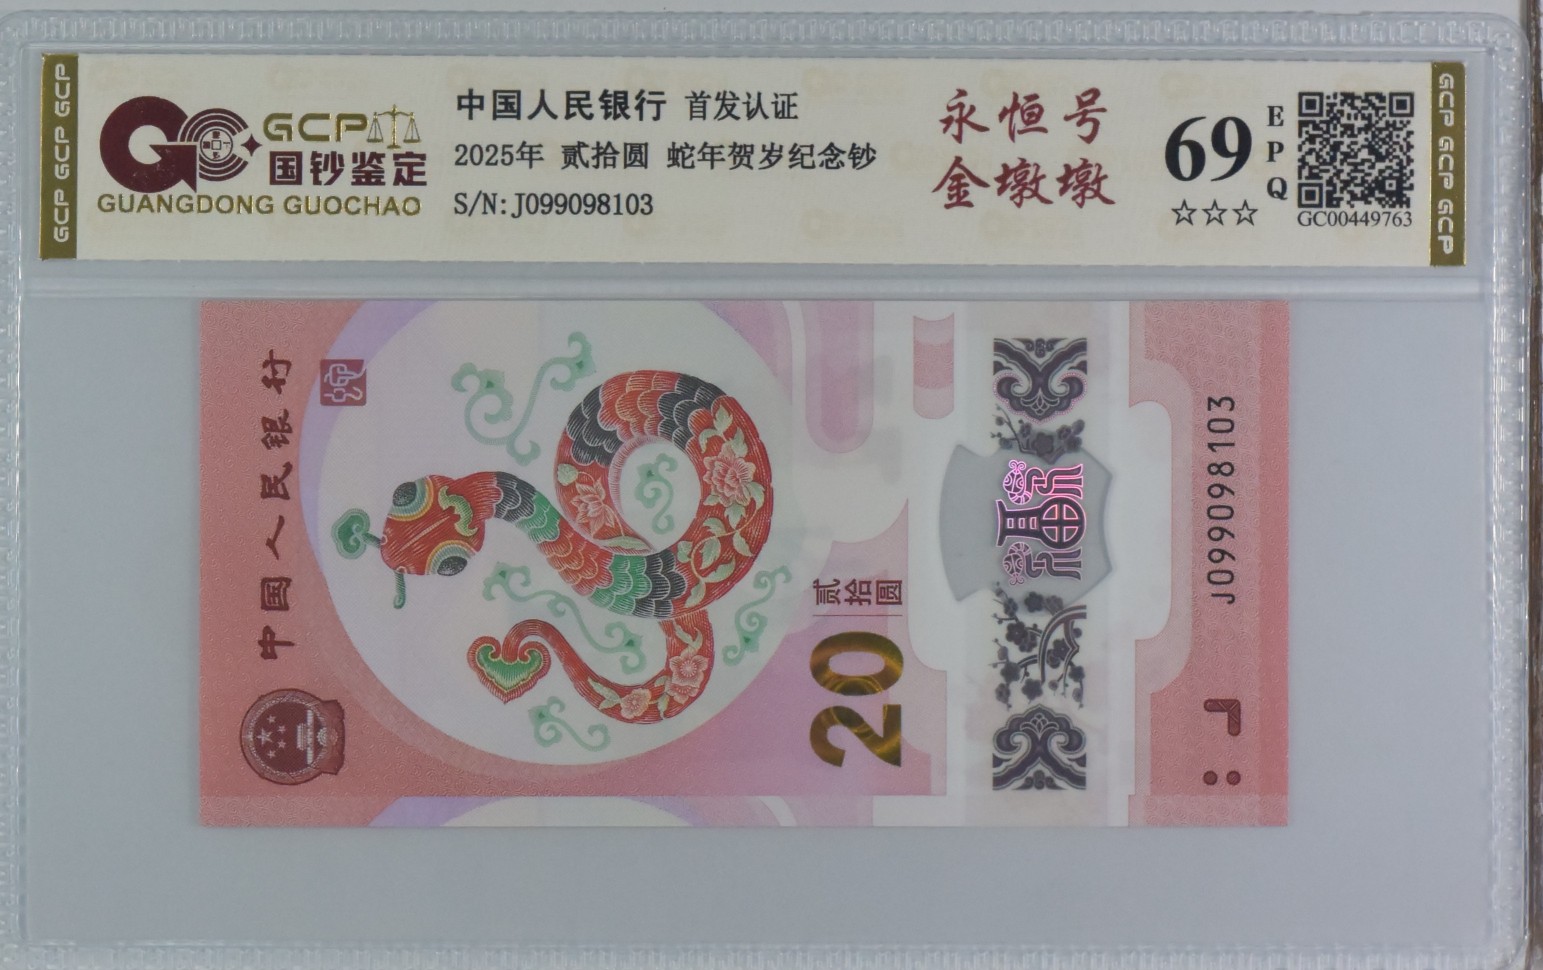 GCP GCP GCP
GCP
国钞鉴定
GUANGDONG GUOCHAO
中国人民银行 首发认证
2025年 贰拾圆 蛇年贺岁纪念钞
S/N:J099098103
永恒号
金墩墩
69
EPQ
☆☆☆
GC00449763
GCP GCP GCP
中国人民银行
贰拾圆
20
J099098103